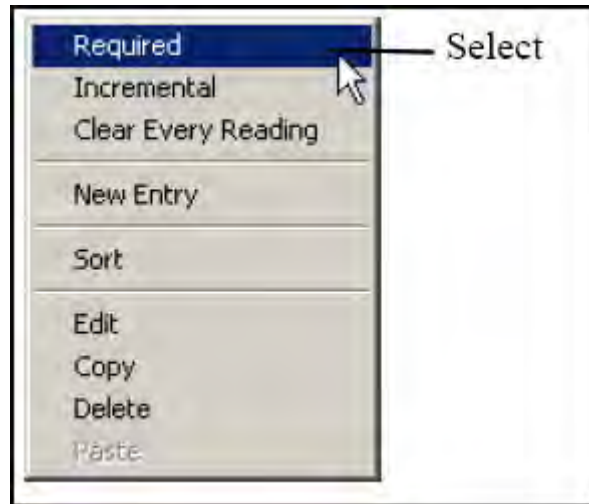 Required
Select
Incremental
Clear Every Reading
New Entry
Sort
Edit
Copy
Delete
Paste